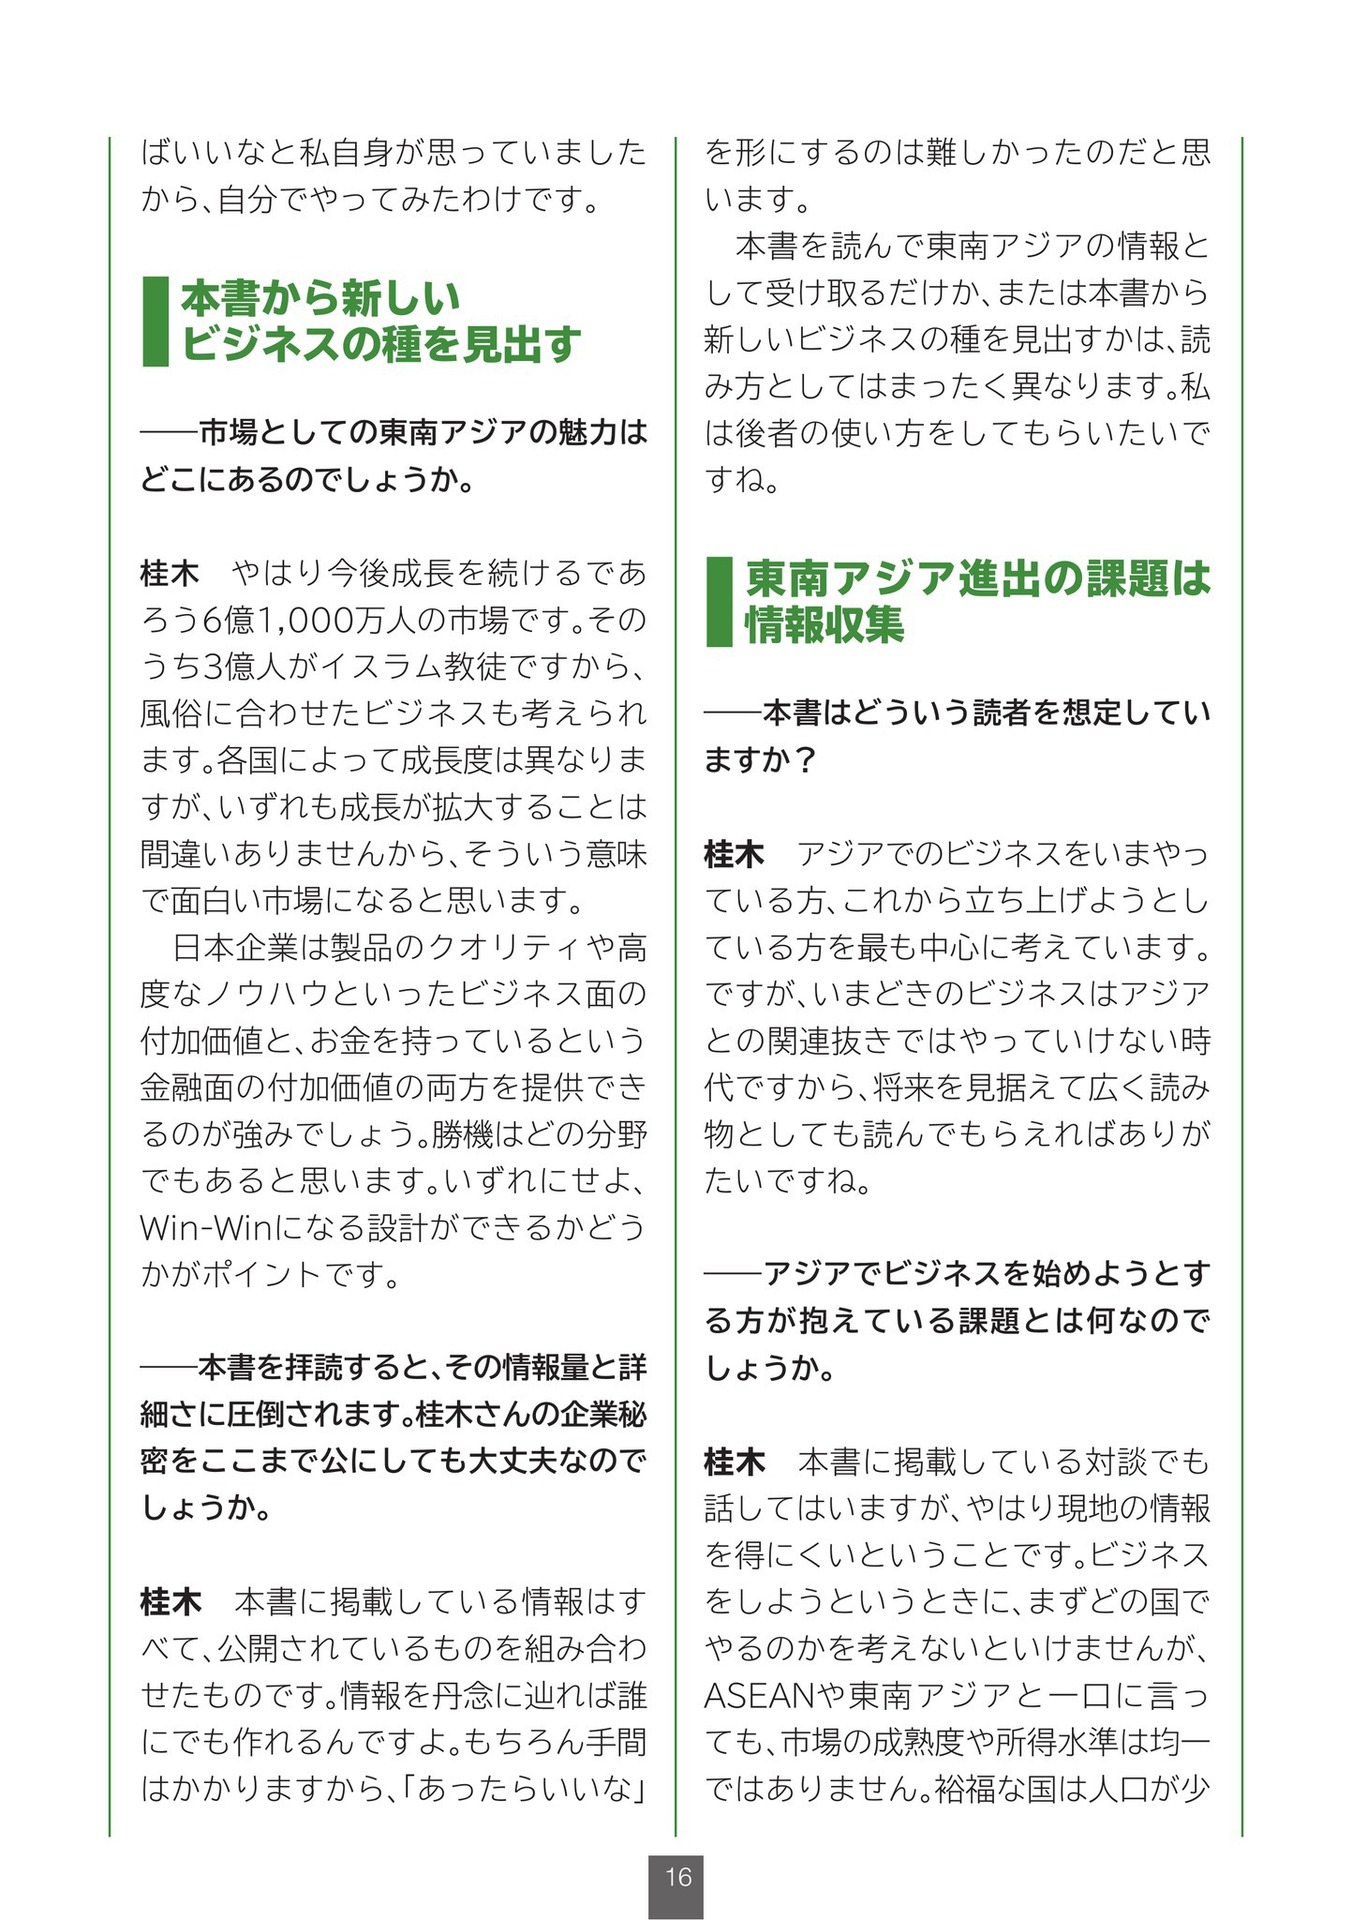 ばいいなと私自身が思っていました
から、自分でやってみたわけです。
本書から新しい
ビジネスの種を見出す
――市場としての東南アジアの魅力は
どこにあるのでしょうか。
桂木　やはり今後成長を続けるであ
ろう6億1,000万人の市場です。その
うち3億人がイスラム教徒ですから、
風俗に合わせたビジネスも考えられ
ます。各国によって成長度は異なりま
すが、いずれも成長が拡大することは
間違いありませんから、そういう意味
で面白い市場になると思います。
　日本企業は製品のクオリティや高
度なノウハウといったビジネス面の
付加価値と、お金を持っているという
金融面の付加価値の両方を提供でき
るのが強みでしょう。勝機はどの分野
でもあると思います。いずれにせよ、
Win-Winになる設計ができるかどう
かがポイントです。
――本書を拝読すると、その情報量と詳
細さに圧倒されます。桂木さんの企業秘
密をここまで公にしても大丈夫なので
しょうか。
桂木　本書に掲載している情報はす
べて、公開されているものを組み合わ
せたものです。情報を丹念に辿れば誰
にでも作れるんですよ。もちろん手間
はかかりますから、「あったらいいな」
を形にするのは難しかったのだと思
います。
　本書を読んで東南アジアの情報と
して受け取るだけか、または本書から
新しいビジネスの種を見出すかは、読
み方としてはまったく異なります。私
は後者の使い方をしてもらいたいで
すね。
東南アジア進出の課題は
情報収集
――本書はどういう読者を想定してい
ますか？
桂木　アジアでのビジネスをいまやっ
ている方、これから立ち上げようとし
ている方を最も中心に考えています。
ですが、いまどきのビジネスはアジア
との関連抜きではやっていけない時
代ですから、将来を見据えて広く読み
物としても読んでもらえればありが
たいですね。
――アジアでビジネスを始めようとす
る方が抱えている課題とは何なので
しょうか。
桂木　本書に掲載している対談でも
話してはいますが、やはり現地の情報
を得にくいということです。ビジネス
をしようというときに、まずどの国で
やるのかを考えないといけませんが、
ASEANや東南アジアと一口に言っ
ても、市場の成熟度や所得水準は均一
ではありません。裕福な国は人口が少
16